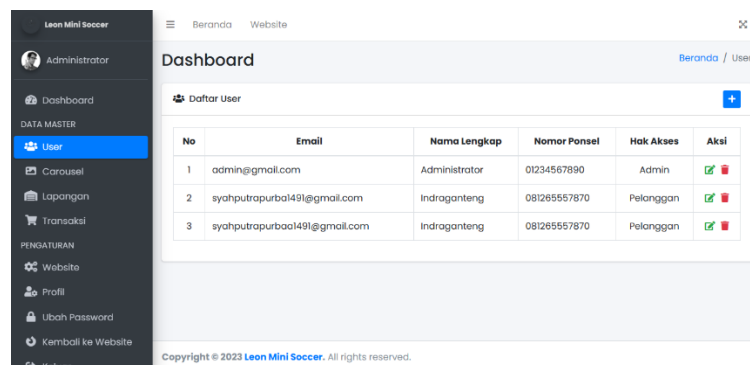 Leon Mini Soccer
Beranda Website
Administrator
Dashboard
Beranda / User
Dashboard
DATA MASTER
User
Carousel
Lapangan
Transaksi
PENGATURAN
Website
Profil
Ubah Password
Kembali ke Website
Daftar User
No Email Nama Lengkap Nomor Ponsel Hak Akses Aksi
1 admin@gmail.com Administrator 01234567890 Admin
2 syahputrapurba1491@gmail.com Indraganteng 081265557870 Pelanggan
3 syahputrapurbaa1491@gmail.com Indraganteng 081265557870 Pelanggan
Copyright © 2023 Leon Mini Soccer. All rights reserved.